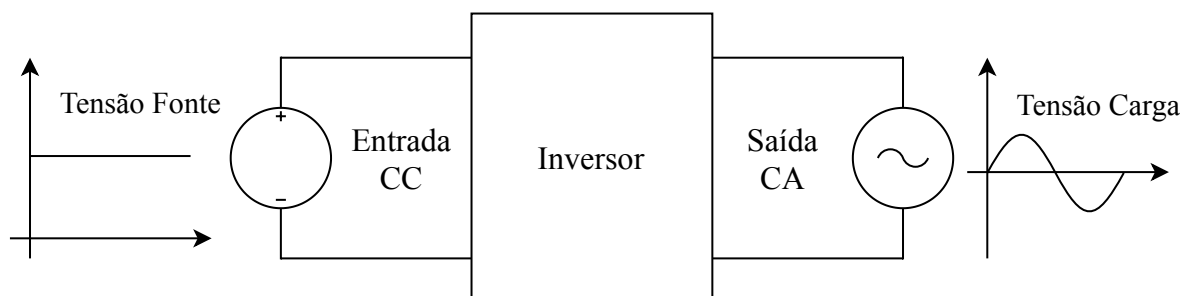 Tensão Fonte
+
−
Entrada
CC
Inversor
Saída
CA
Tensão Carga